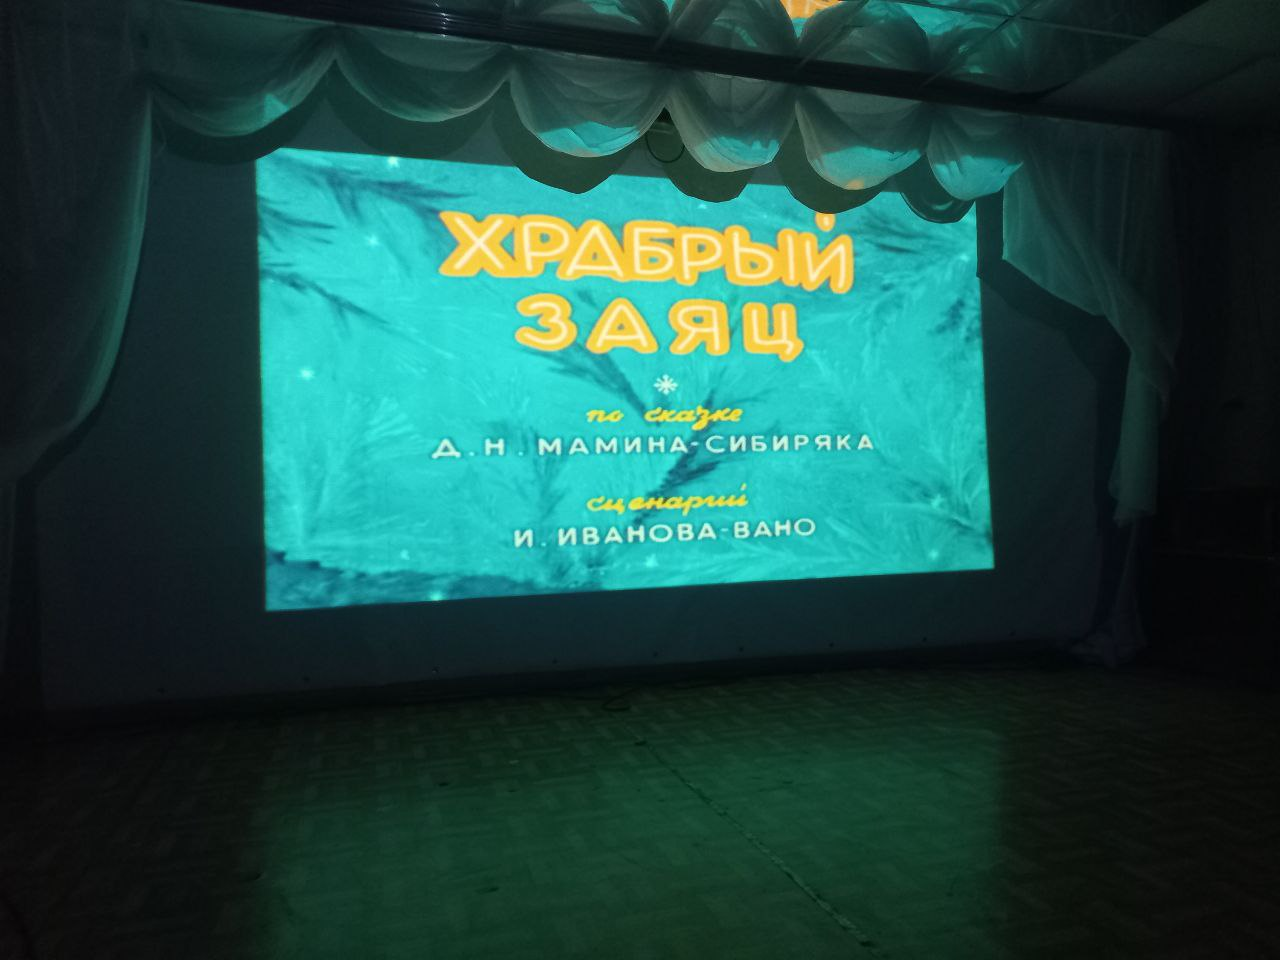 ХРАБРЫЙ
ЗАЯЦ
по сказке
Д.Н.МАМИНА-СИБИРЯКА
сценарий
И.ИВАНОВА-ВАНО